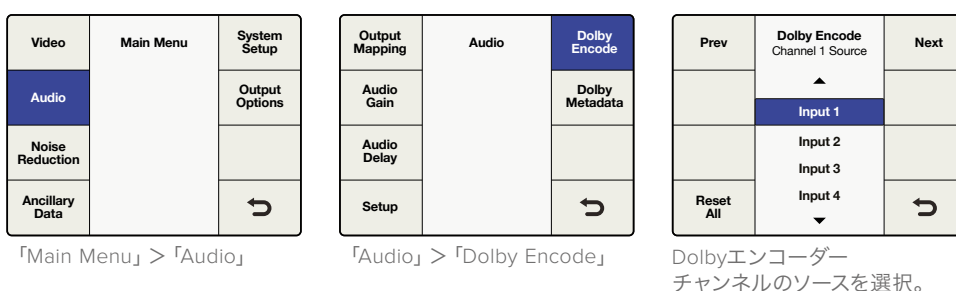 Video
Main Menu
System
Setup
Audio
Output
Options
Noise
Reduction
Ancillary
Data
「Main Menu」＞「Audio」
Output
Mapping
Audio
Dolby
Encode
Audio
Gain
Dolby
Metadata
Audio
Delay
Setup
「Audio」＞「Dolby Encode」
Prev
Dolby Encode
Channel 1 Source
Next
Input 1
Input 2
Input 3
Input 4
Reset
All
Dolbyエンコーダー
チャンネルのソースを選択。